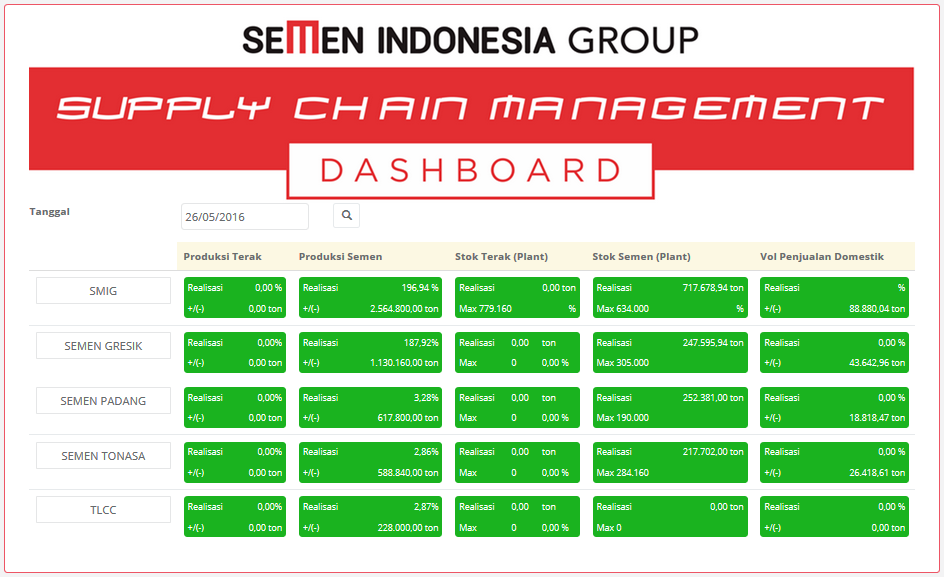 SEMEN INDONESIA GROUP
SUPPLY CHAIN MANAGEMENT
DASHBOARD
Tanggal 26/05/2016
Produksi Terak Produksi Semen Stok Terak (Plant) Stok Semen (Plant) Vol Penjualan Domestik
SMIG
Realisasi 0,00 % Realisasi 196,94 % Realisasi 0,00 ton Realisasi 717.678,94 ton Realisasi %
+/(-) 0,00 ton +/(-) 2.564.800,00 ton Max 779.160 % Max 634.000 % +/(-) 88.880,04 ton
SEMEN GRESIK
Realisasi 0,00% Realisasi 187,92% Realisasi 0,00 ton Realisasi 247.595,94 ton Realisasi 0,00 %
+/(-) 0,00 ton +/(-) 1.130.160,00 ton Max 0 0,00 % Max 305.000 +/(-) 43.642,96 ton
SEMEN PADANG
Realisasi 0,00% Realisasi 3,28% Realisasi 0,00 ton Realisasi 252.381,00 ton Realisasi 0,00 %
+/(-) 0,00 ton +/(-) 617.800,00 ton Max 0 0,00 % Max 190.000 +/(-) 18.818,47 ton
SEMEN TONASA
Realisasi 0,00% Realisasi 2,86% Realisasi 0,00 ton Realisasi 217.702,00 ton Realisasi 0,00 %
+/(-) 0,00 ton +/(-) 588.840,00 ton Max 0 0,00 % Max 284.160 +/(-) 26.418,61 ton
TLCC
Realisasi 0,00% Realisasi 2,87% Realisasi 0,00 ton Realisasi 0,00 ton Realisasi 0,00 %
+/(-) 0,00 ton +/(-) 228.000,00 ton Max 0 0,00 % Max 0 +/(-) 0,00 ton